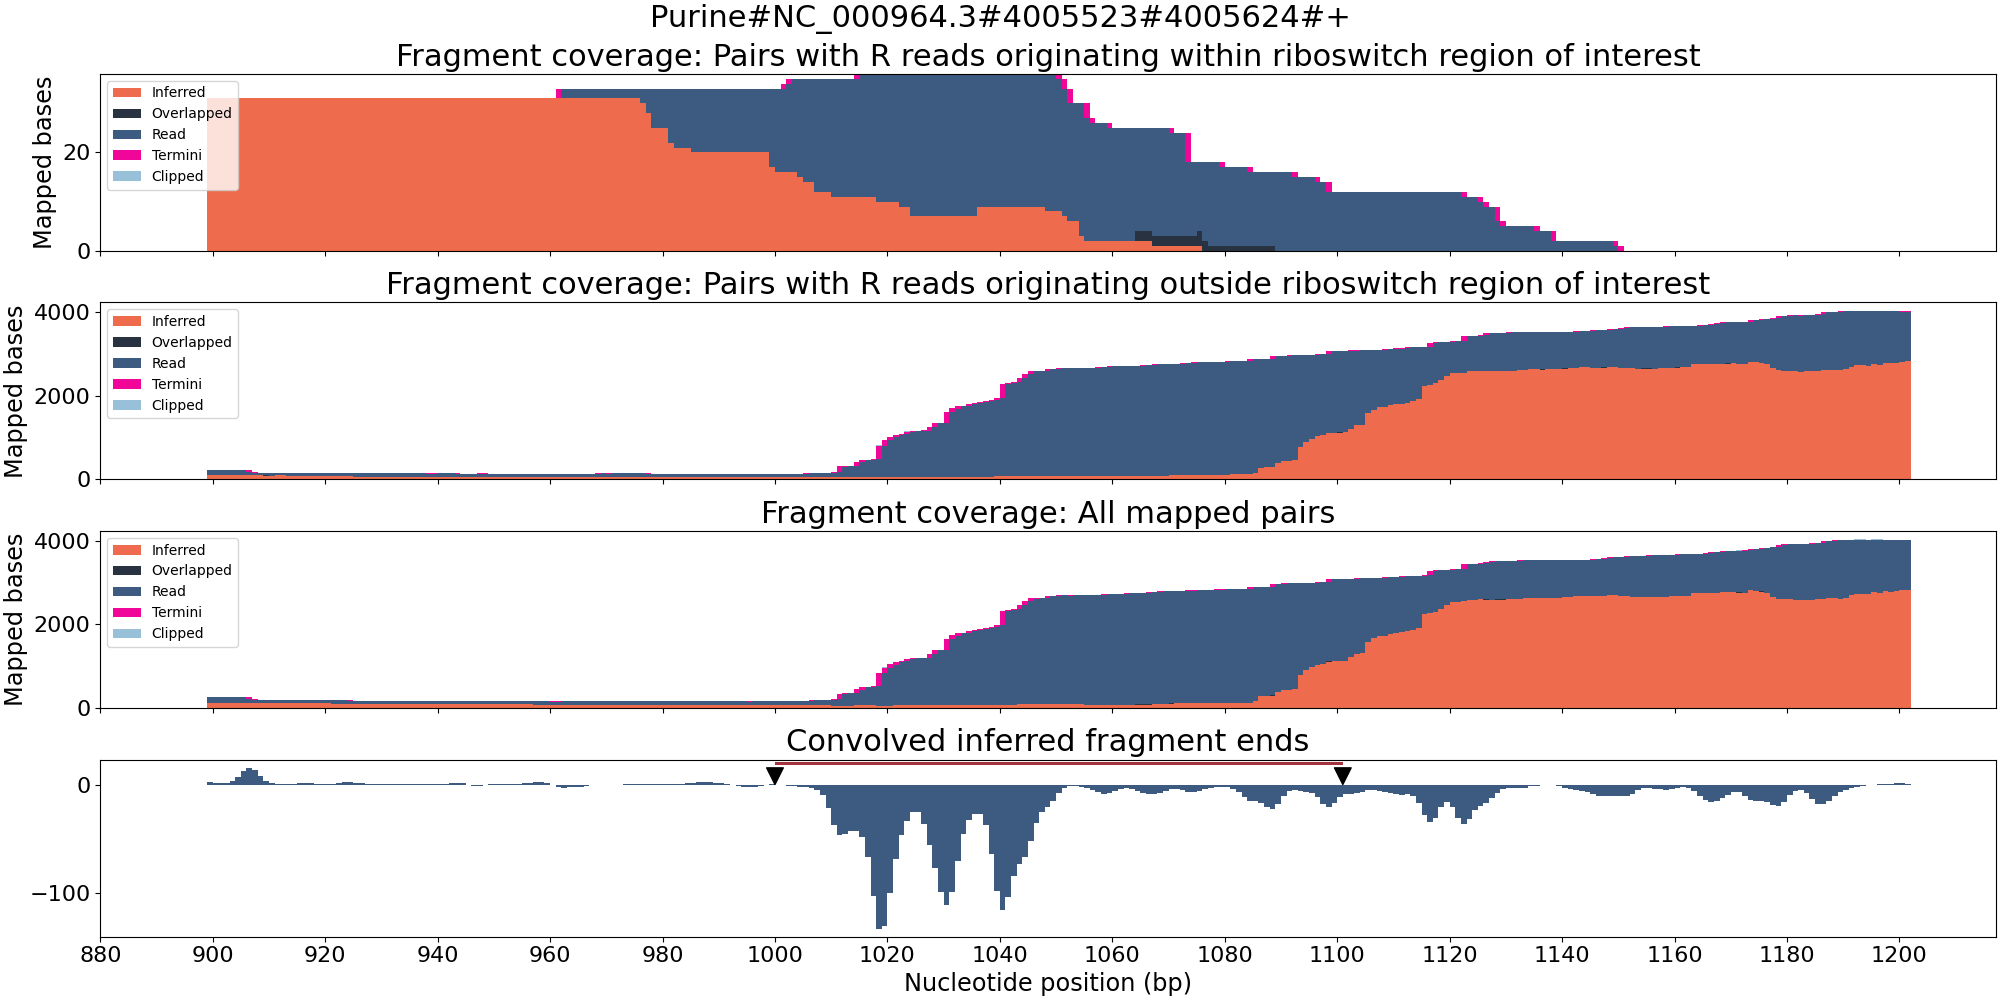 Purine#NC_000964.3#4005523#4005624#+
Fragment coverage: Pairs with R reads originating within riboswitch region of interest
Mapped bases
20
0
Inferred
Overlapped
Read
Termini
Clipped
Fragment coverage: Pairs with R reads originating outside riboswitch region of interest
Mapped bases
4000
2000
0
Inferred
Overlapped
Read
Termini
Clipped
Fragment coverage: All mapped pairs
Mapped bases
4000
2000
0
Inferred
Overlapped
Read
Termini
Clipped
Convolved inferred fragment ends
0
−100
880 900 920 940 960 980 1000 1020 1040 1060 1080 1100 1120 1140 1160 1180 1200
Nucleotide position (bp)